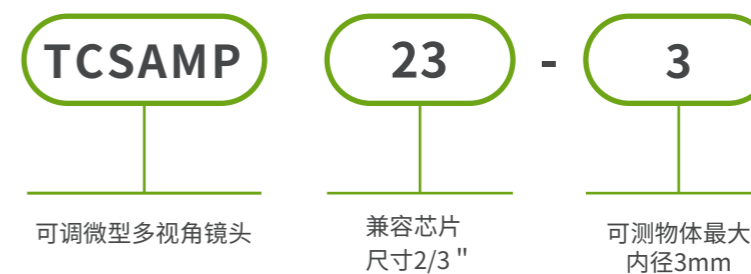 TCSAMP 23 - 3
可调微型多视角镜头
兼容芯片
尺寸2/3 "
可测物体最大
内径3mm